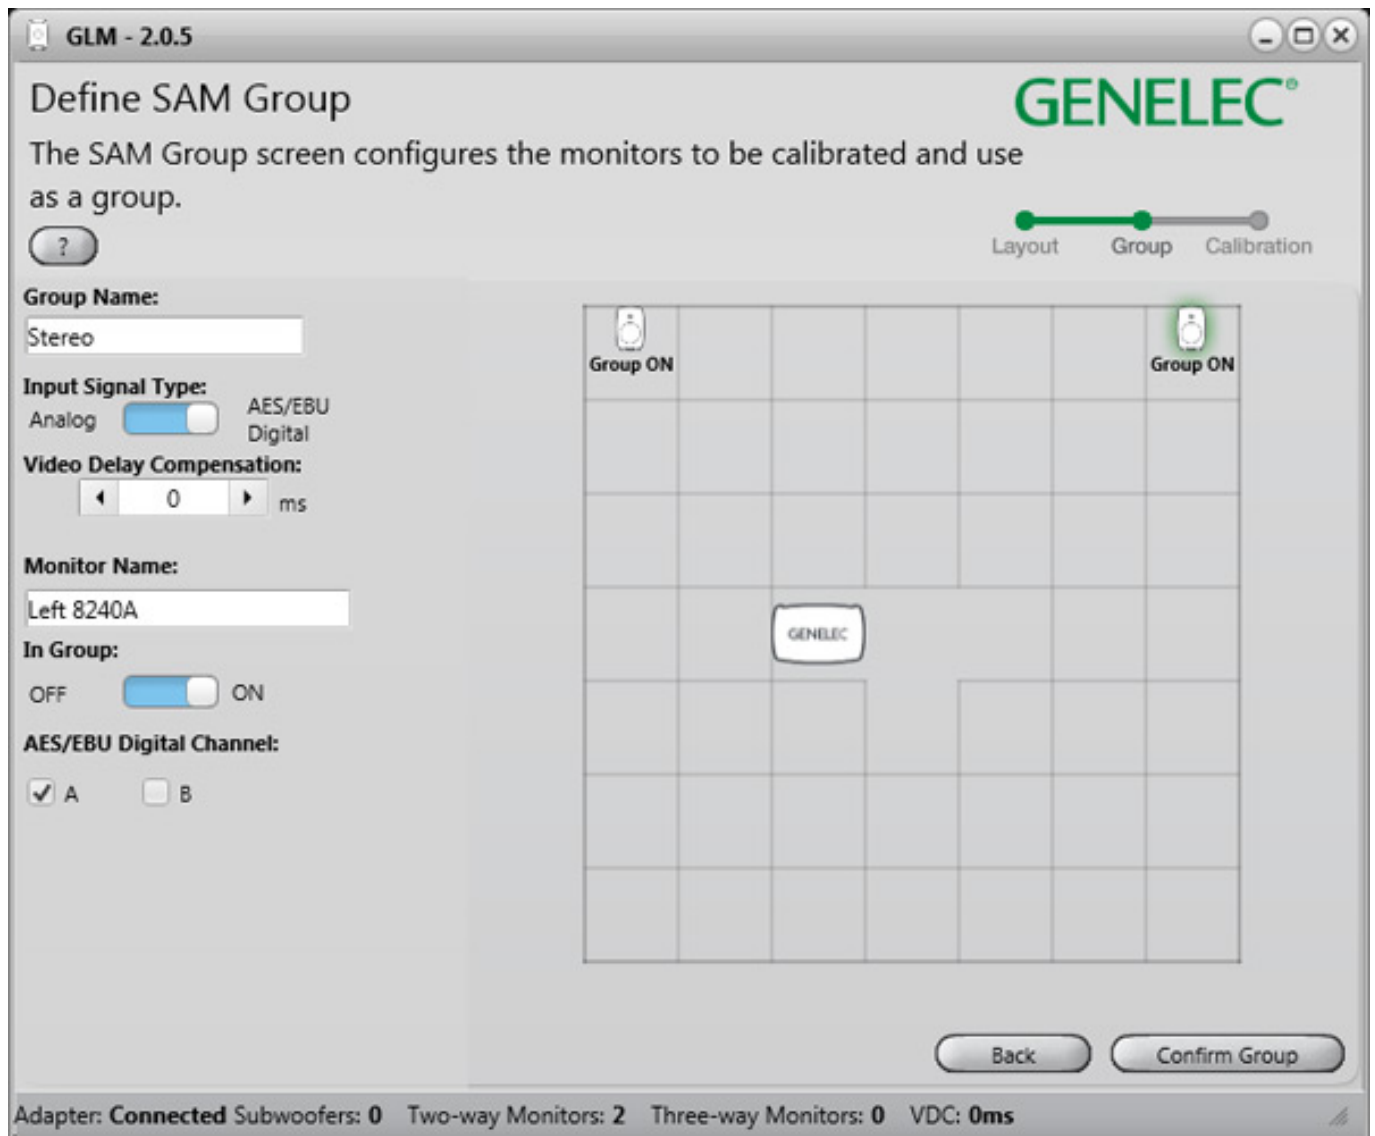 GLM - 2.0.5
Define SAM Group
GENELEC®
The SAM Group screen configures the monitors to be calibrated and use
as a group.
?
Layout Group Calibration
Group Name:
Stereo
Input Signal Type:
Analog AES/EBU
Digital
Video Delay Compensation:
0 ms
Monitor Name:
Left 8240A
In Group:
OFF ON
AES/EBU Digital Channel:
A B
Group ON Group ON
GENELEC
Back Confirm Group
Adapter: Connected Subwoofers: 0 Two-way Monitors: 2 Three-way Monitors: 0 VDC: 0ms